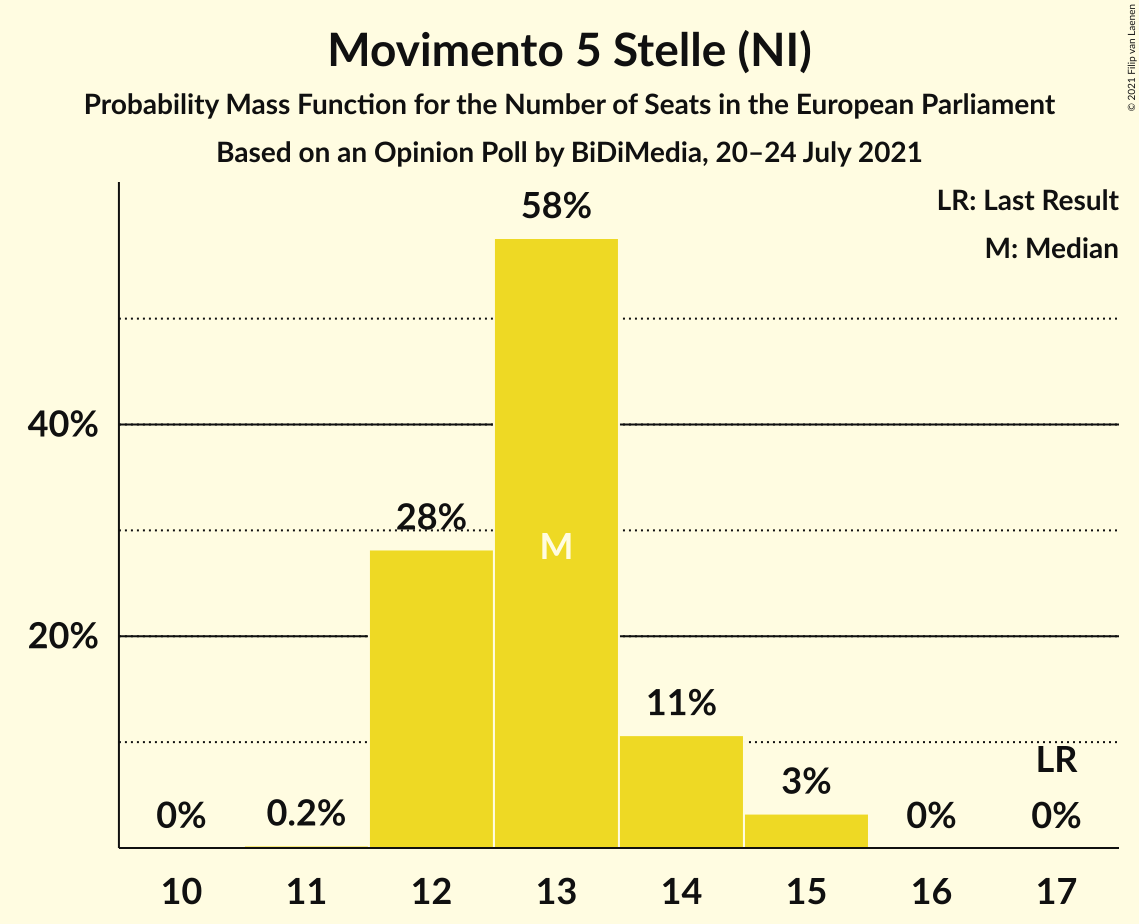 Movimento 5 Stelle (NI)
Probability Mass Function for the Number of Seats in the European Parliament
Based on an Opinion Poll by BiDiMedia, 20–24 July 2021
© 2021 Filip van Laenen
LR: Last Result
M: Median
58%
40%
28%
M
20%
11%
LR
3%
0%
0.2%
0%
0%
10
11
12
13
14
15
16
17